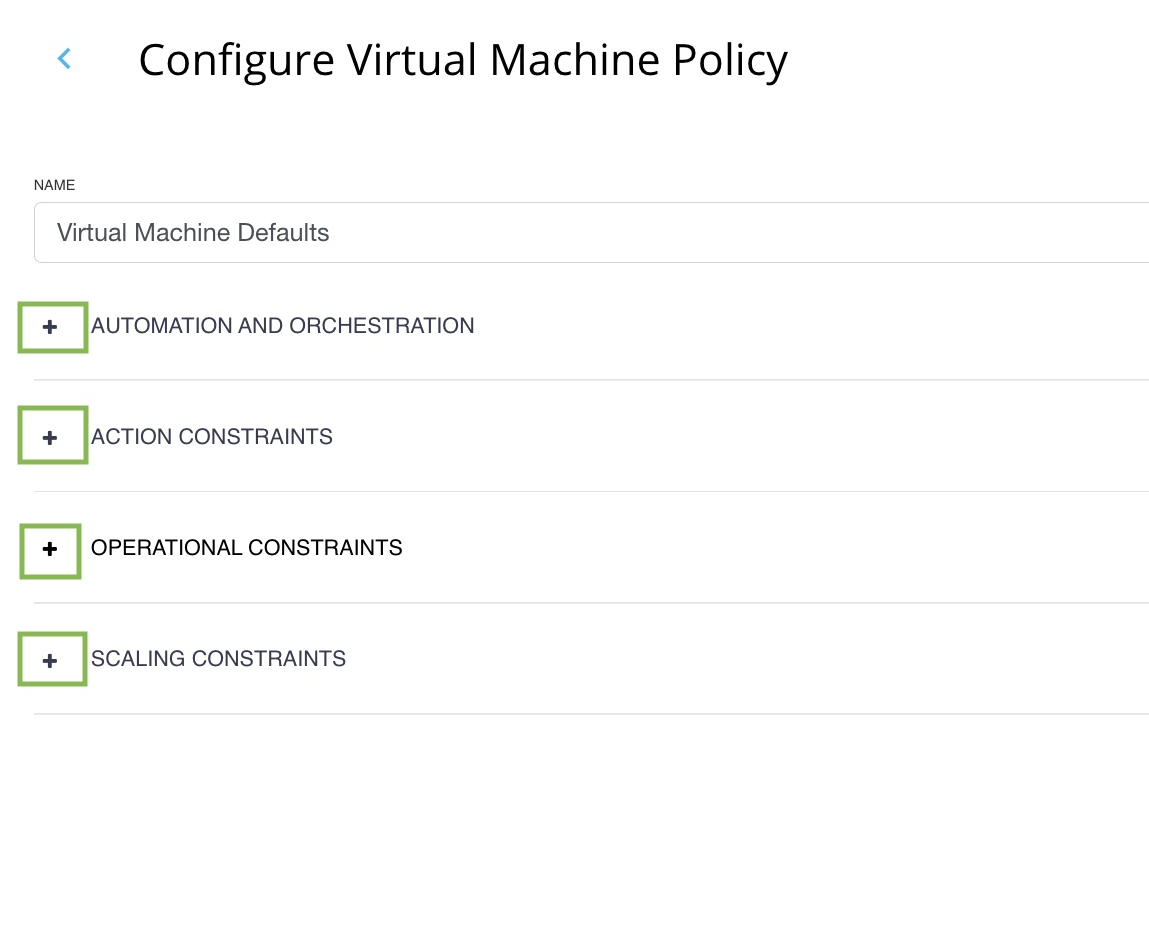 Configure Virtual Machine Policy
NAME
Virtual Machine Defaults
+ AUTOMATION AND ORCHESTRATION
+ ACTION CONSTRAINTS
+ OPERATIONAL CONSTRAINTS
+ SCALING CONSTRAINTS